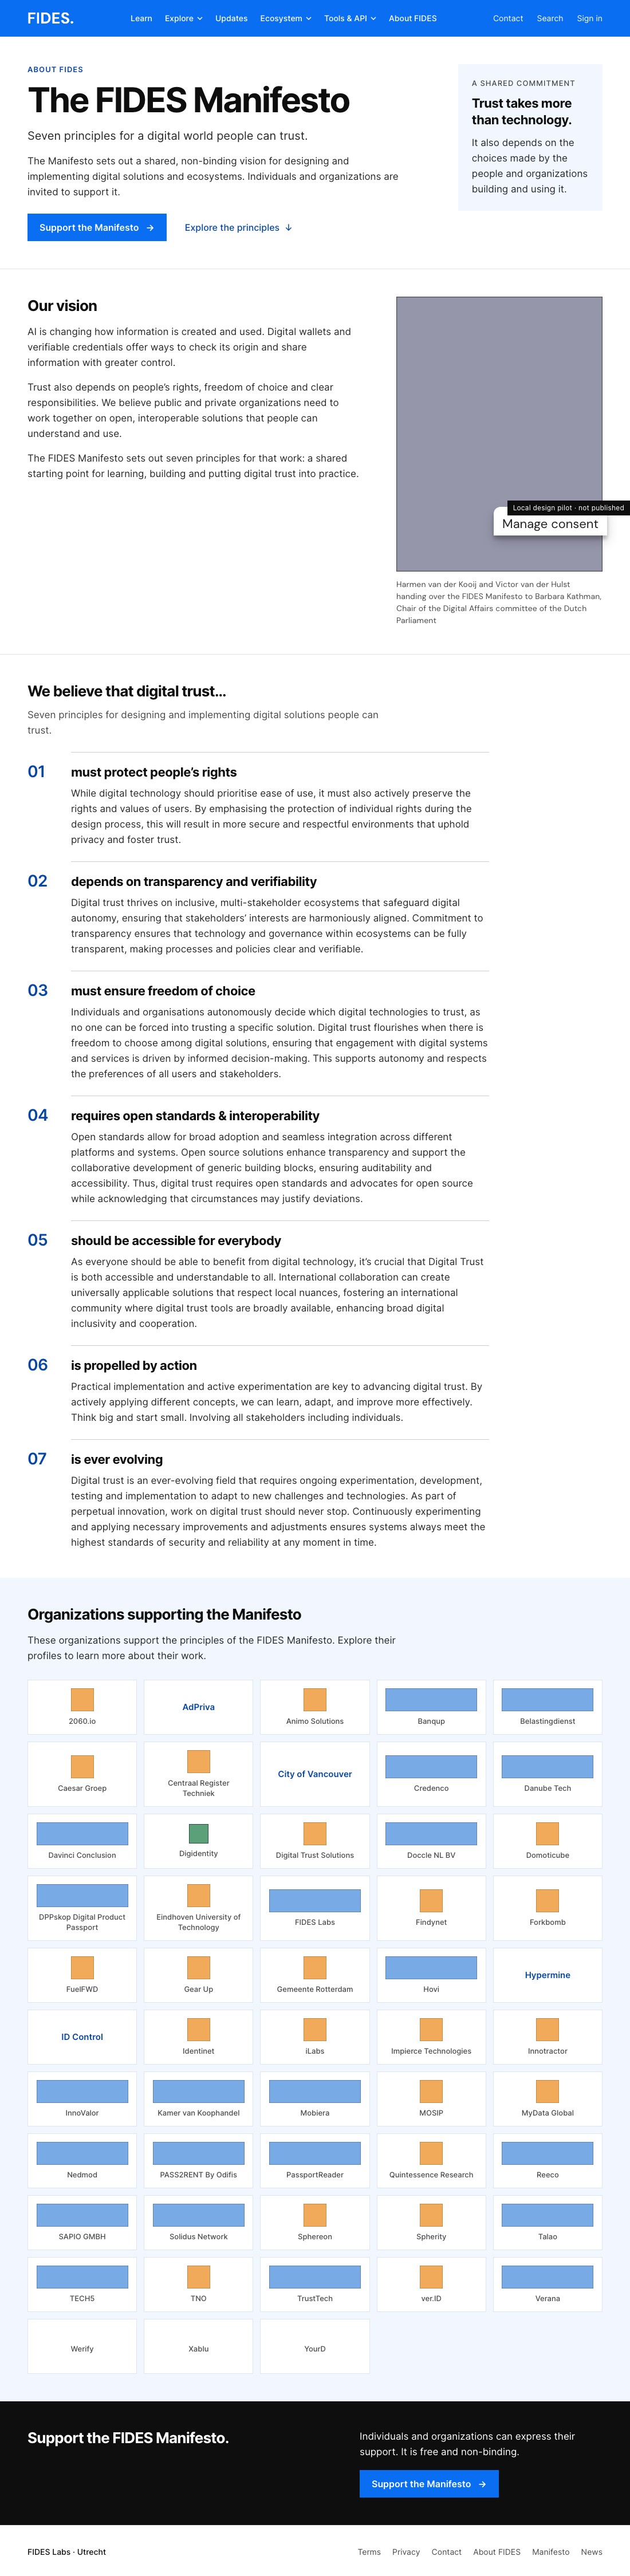 FIDES.
Learn
Explore
Updates
Ecosystem
Tools & API
About FIDES
Contact
Search
Sign in
ABOUT FIDES
The FIDES Manifesto
Seven principles for a digital world people can trust.
The Manifesto sets out a shared, non-binding vision for designing and
implementing digital solutions and ecosystems. Individuals and organizations are
invited to support it.
Support the Manifesto →
Explore the principles ↓
A SHARED COMMITMENT
Trust takes more
than technology.
It also depends on the
choices made by the
people and organizations
building and using it.
Our vision
AI is changing how information is created and used. Digital wallets and
verifiable credentials offer ways to check its origin and share
information with greater control.
Trust also depends on people’s rights, freedom of choice and clear
responsibilities. We believe public and private organizations need to
work together on open, interoperable solutions that people can
understand and use.
The FIDES Manifesto sets out seven principles for that work: a shared
starting point for learning, building and putting digital trust into practice.
Local design pilot · not published
Manage consent
Harmen van der Kooij and Victor van der Hulst
handing over the FIDES Manifesto to Barbara Kathman,
Chair of the Digital Affairs committee of the Dutch
Parliament
We believe that digital trust…
Seven principles for designing and implementing digital solutions people can
trust.
01
must protect people’s rights
While digital technology should prioritise ease of use, it must also actively preserve the
rights and values of users. By emphasising the protection of individual rights during the
design process, this will result in more secure and respectful environments that uphold
privacy and foster trust.
02
depends on transparency and verifiability
Digital trust thrives on inclusive, multi-stakeholder ecosystems that safeguard digital
autonomy, ensuring that stakeholders’ interests are harmoniously aligned. Commitment to
transparency ensures that technology and governance within ecosystems can be fully
transparent, making processes and policies clear and verifiable.
03
must ensure freedom of choice
Individuals and organisations autonomously decide which digital technologies to trust, as
no one can be forced into trusting a specific solution. Digital trust flourishes when there is
freedom to choose among digital solutions, ensuring that engagement with digital systems
and services is driven by informed decision-making. This supports autonomy and respects
the preferences of all users and stakeholders.
04
requires open standards & interoperability
Open standards allow for broad adoption and seamless integration across different
platforms and systems. Open source solutions enhance transparency and support the
collaborative development of generic building blocks, ensuring auditability and
accessibility. Thus, digital trust requires open standards and advocates for open source
while acknowledging that circumstances may justify deviations.
05
should be accessible for everybody
As everyone should be able to benefit from digital technology, it’s crucial that Digital Trust
is both accessible and understandable to all. International collaboration can create
universally applicable solutions that respect local nuances, fostering an international
community where digital trust tools are broadly available, enhancing broad digital
inclusivity and cooperation.
06
is propelled by action
Practical implementation and active experimentation are key to advancing digital trust. By
actively applying different concepts, we can learn, adapt, and improve more effectively.
Think big and start small. Involving all stakeholders including individuals.
07
is ever evolving
Digital trust is an ever-evolving field that requires ongoing experimentation, development,
testing and implementation to adapt to new challenges and technologies. As part of
perpetual innovation, work on digital trust should never stop. Continuously experimenting
and applying necessary improvements and adjustments ensures systems always meet the
highest standards of security and reliability at any moment in time.
Organizations supporting the Manifesto
These organizations support the principles of the FIDES Manifesto. Explore their
profiles to learn more about their work.
2060.io
AdPriva
Animo Solutions
Banqup
Belastingdienst
Caesar Groep
Centraal Register
Techniek
City of Vancouver
Credenco
Danube Tech
Davinci Conclusion
Digidentity
Digital Trust Solutions
Doccle NL BV
Domoticube
DPPskop Digital Product
Passport
Eindhoven University of
Technology
FIDES Labs
Findynet
Forkbomb
FuelFWD
Gear Up
Gemeente Rotterdam
Hovi
Hypermine
ID Control
Identinet
iLabs
Impierce Technologies
Innotractor
InnoValor
Kamer van Koophandel
Mobiera
MOSIP
MyData Global
Nedmod
PASS2RENT By Odifis
PassportReader
Quintessence Research
Reeco
SAPIO GMBH
Solidus Network
Sphereon
Spherity
Talao
TECH5
TNO
TrustTech
ver.ID
Verana
Werify
Xablu
YourD
Support the FIDES Manifesto.
Individuals and organizations can express their
support. It is free and non-binding.
Support the Manifesto →
FIDES Labs · Utrecht
Terms
Privacy
Contact
About FIDES
Manifesto
News